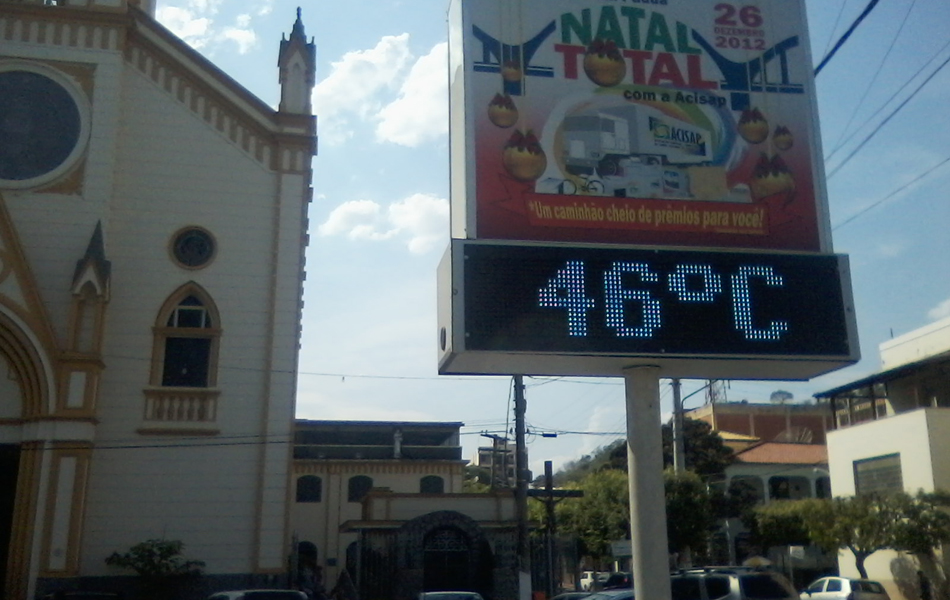 NATAL
TOTAL
26
DEZEMBRO
2012
com a Acisap
ACISAP
*Um caminhão cheio de prêmios para você!
46°C